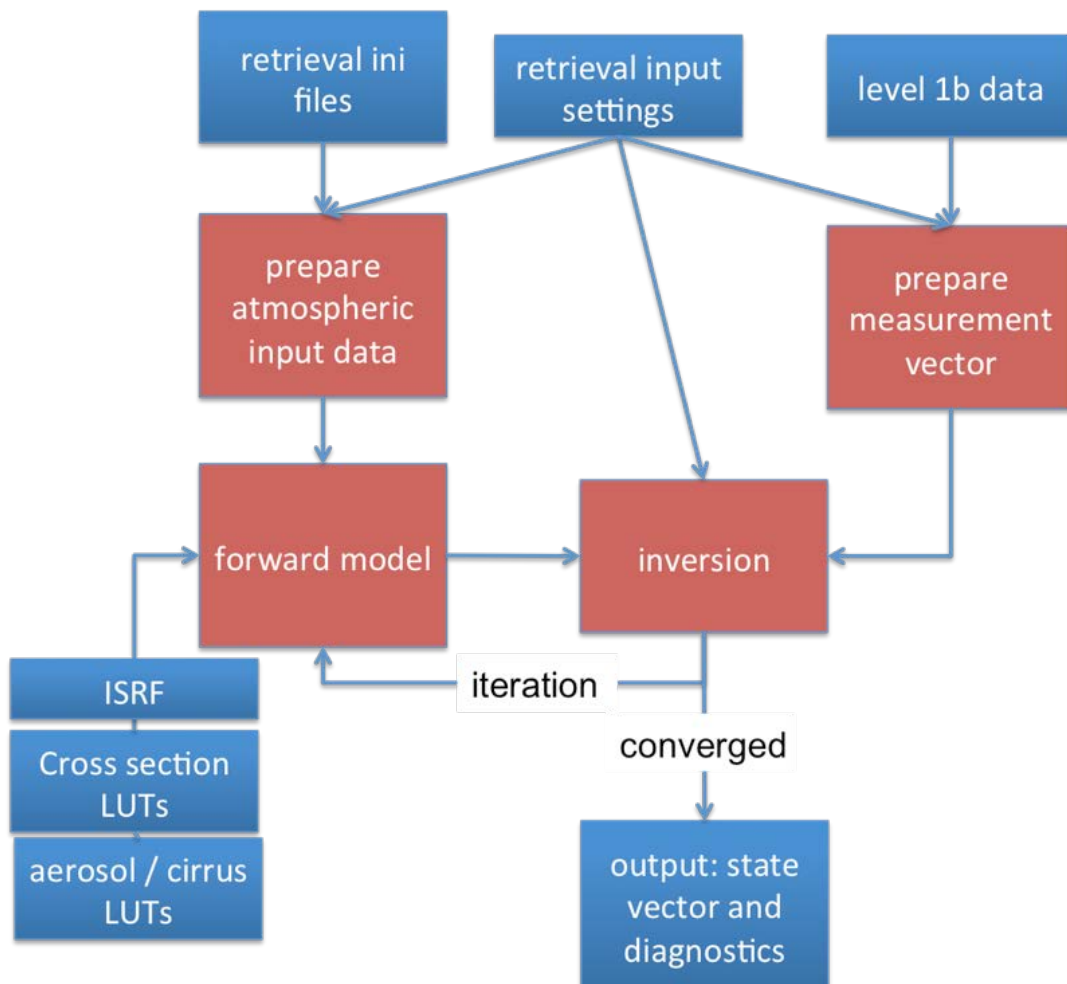 retrieval ini
files
retrieval input
settings
level 1b data
prepare
atmospheric
input data
prepare
measurement
vector
forward model
inversion
iteration
ISRF
converged
Cross section
LUTs
aerosol / cirrus
LUTs
output: state
vector and
diagnostics